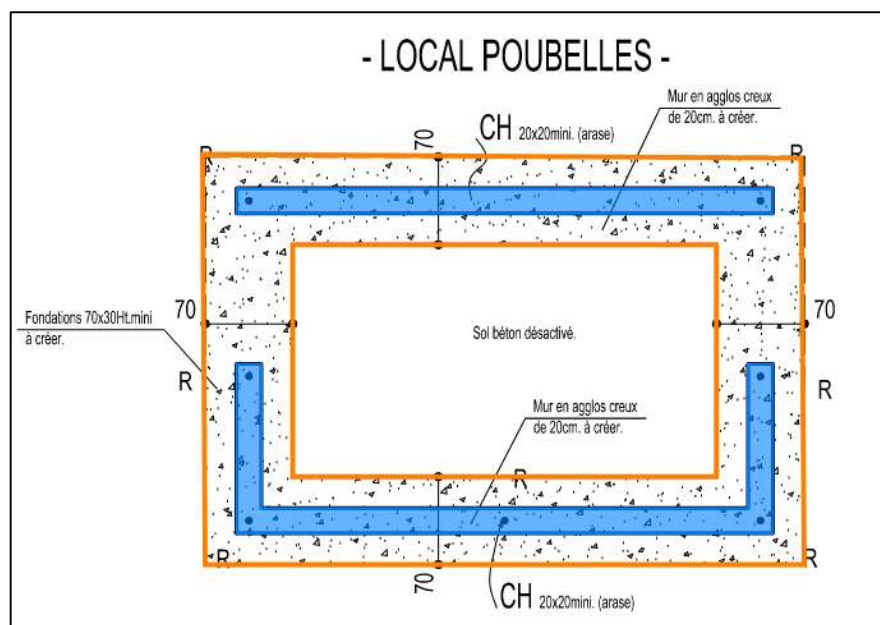 - LOCAL POUBELLES -
Mur en agglos creux
de 20cm. à créer.
CH 20x20mini. (arase)
70
R
R
70
70
Fondations 70x30Ht.mini
à créer.
Sol béton désactivé.
R
R
Mur en agglos creux
de 20cm. à créer.
R
R
R
70
CH 20x20mini. (arase)